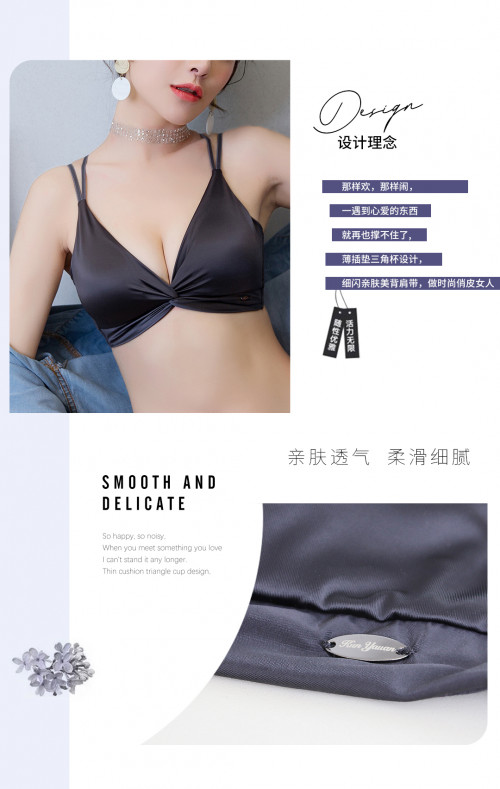 Design
设计理念
那样欢，那样闹，
一遇到心爱的东西
就再也撑不住了,
薄插垫三角杯设计，
细闪亲肤美背肩带，做时尚俏皮女人
活力无限
随性优雅
亲肤透气 柔滑细腻
SMOOTH AND
DELICATE
So happy, so noisy,
When you meet something you love
I can't stand it any longer.
Thin cushion triangle cup design,